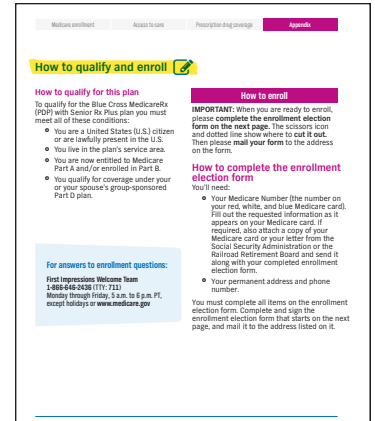 Medicare enrollment
Access to care
Prescription drug coverage
Appendix
How to qualify and enroll
How to qualify for this plan
To qualify for the Blue Cross MedicareRx
(PDP) with Senior Rx Plus plan you must
meet all of these conditions:
You are a United States (U.S.) citizen
or are lawfully present in the U.S.
You live in the plan's service area.
You are now entitled to Medicare
Part A and/or enrolled in Part B.
You qualify for coverage under your
or your spouse's group-sponsored
Part D plan.
For answers to enrollment questions:
First Impressions Welcome Team
1-866-646-2436 (TTY: 711)
Monday through Friday, 5 a.m. to 6 p.m. PT,
except holidays or www.medicare.gov
How to enroll
IMPORTANT: When you are ready to enroll,
please complete the enrollment election
form on the next page. The scissors icon
and dotted line show where to cut it out.
Then please mail your form to the address
on the form.
How to complete the enrollment
election form
You'll need:
Your Medicare Number (the number on
your red, white, and blue Medicare card).
Fill out the requested information as it
appears on your Medicare card. If
required, also attach a copy of your
Medicare card or your letter from the
Social Security Administration or the
Railroad Retirement Board and send it
along with your completed enrollment
election form.
Your permanent address and phone
number.
You must complete all items on the enrollment
election form. Complete and sign the
enrollment election form that starts on the next
page, and mail it to the address listed on it.